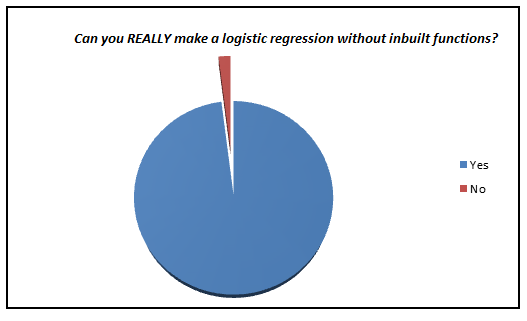 Can you REALLY make a logistic regression without inbuilt functions?
Yes
No